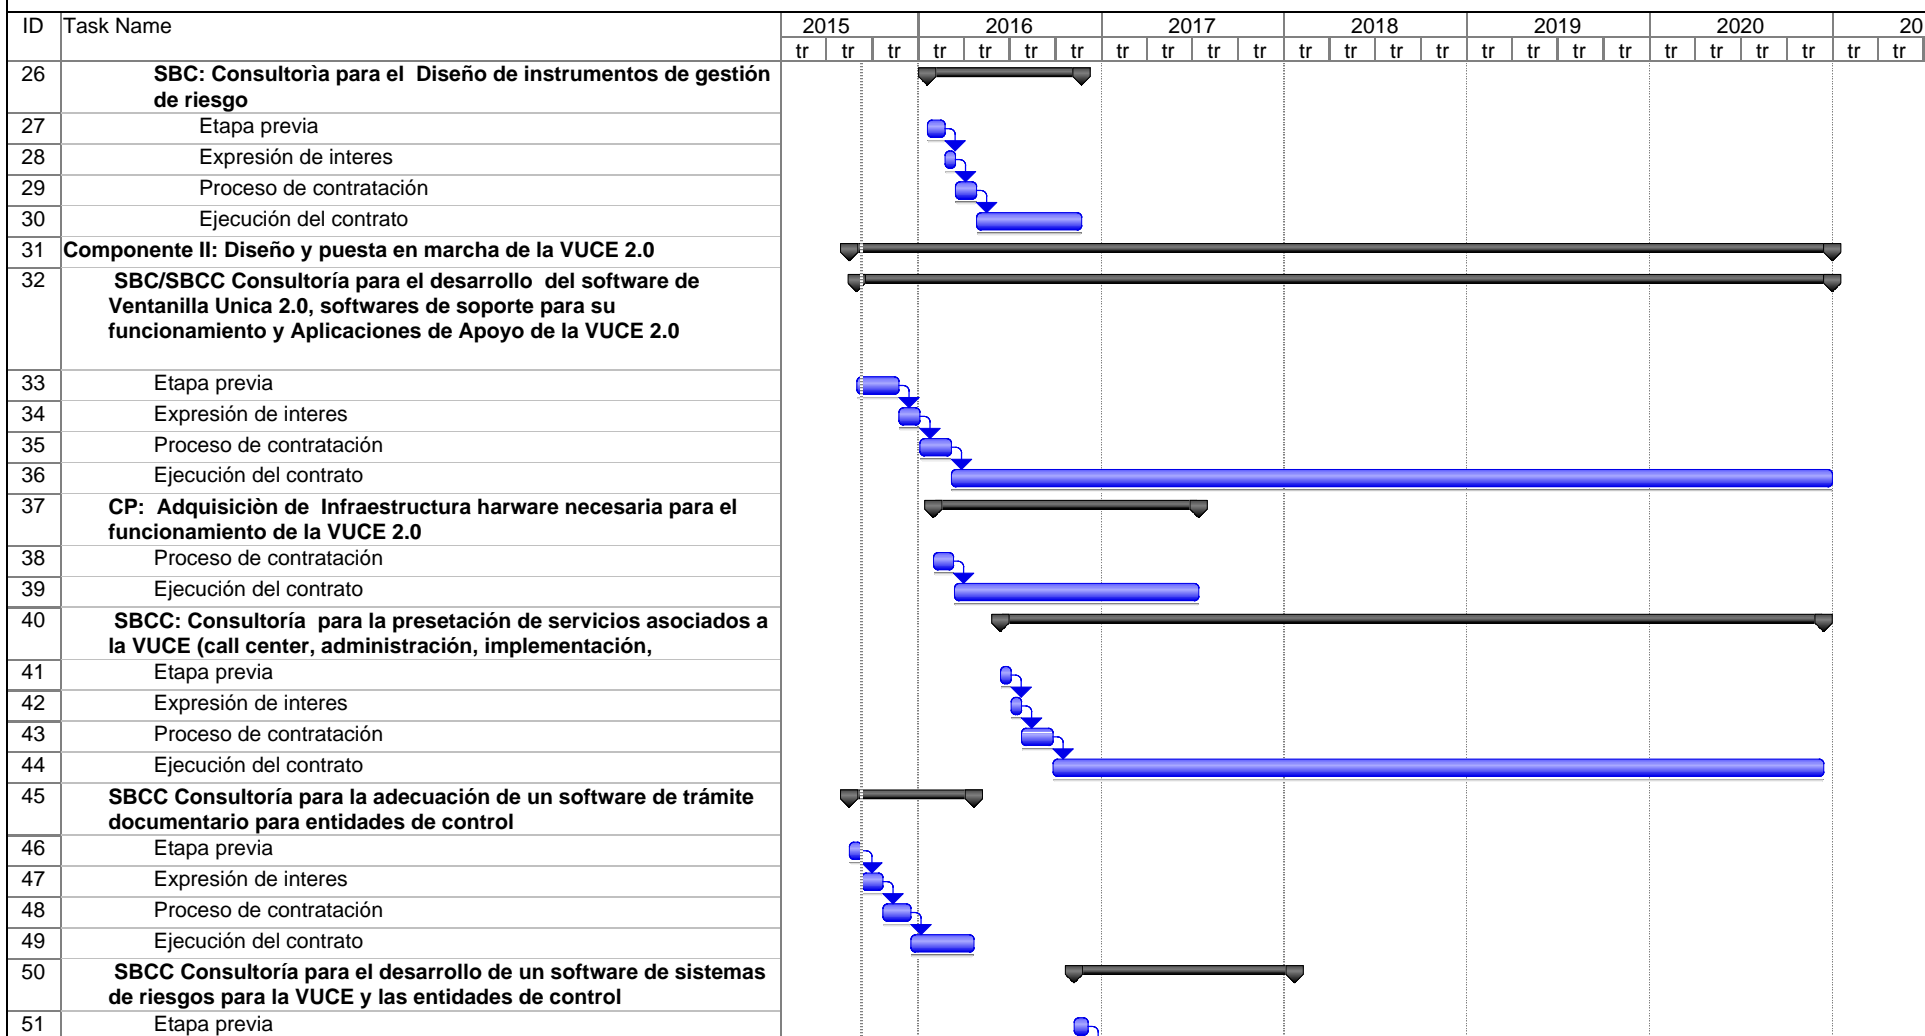 ID Task Name 2015 2016 2017 2018 2019 2020 20
tr tr tr tr tr tr tr tr tr tr tr tr tr tr tr tr tr tr tr tr tr tr tr tr tr
26 SBC: Consultorìa para el Diseño de instrumentos de gestión
de riesgo
27 Etapa previa
28 Expresión de interes
29 Proceso de contratación
30 Ejecución del contrato
31 Componente II: Diseño y puesta en marcha de la VUCE 2.0
32 SBC/SBCC Consultoría para el desarrollo del software de
Ventanilla Unica 2.0, softwares de soporte para su
funcionamiento y Aplicaciones de Apoyo de la VUCE 2.0
33 Etapa previa
34 Expresión de interes
35 Proceso de contratación
36 Ejecución del contrato
37 CP: Adquisiciòn de Infraestructura harware necesaria para el
funcionamiento de la VUCE 2.0
38 Proceso de contratación
39 Ejecución del contrato
40 SBCC: Consultoría para la presetación de servicios asociados a
la VUCE (call center, administración, implementación,
41 Etapa previa
42 Expresión de interes
43 Proceso de contratación
44 Ejecución del contrato
45 SBCC Consultoría para la adecuación de un software de trámite
documentario para entidades de control
46 Etapa previa
47 Expresión de interes
48 Proceso de contratación
49 Ejecución del contrato
50 SBCC Consultoría para el desarrollo de un software de sistemas
de riesgos para la VUCE y las entidades de control
51 Etapa previa